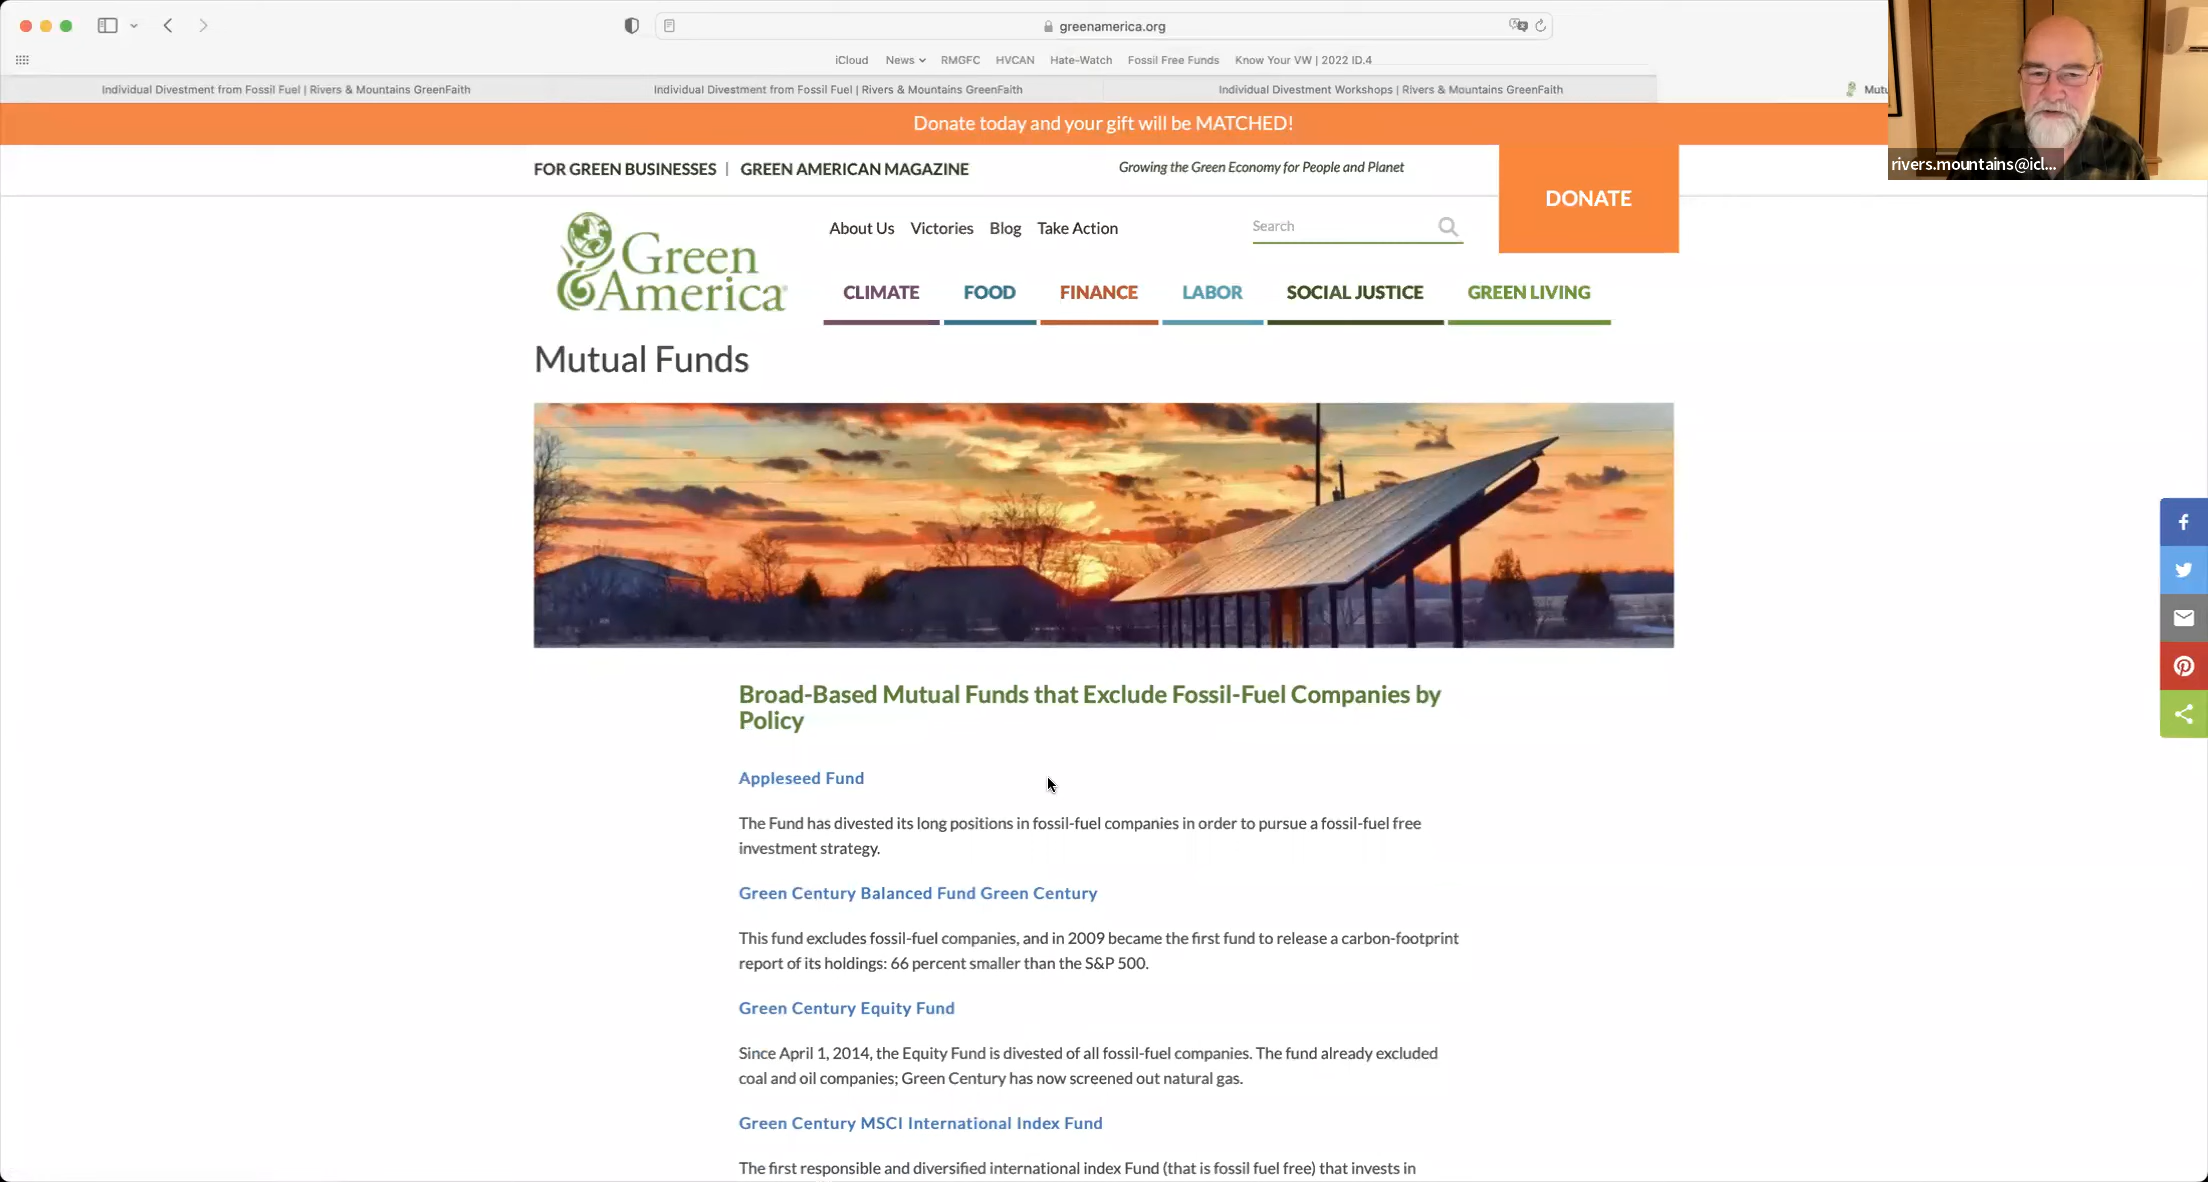 greenamerica.org
iCloud News RMGFC HVCAN Hate-Watch Fossil Free Funds Know Your VW | 2022 ID.4
Individual Divestment from Fossil Fuel | Rivers & Mountains GreenFaith
Individual Divestment from Fossil Fuel | Rivers & Mountains GreenFaith
Individual Divestment Workshops | Rivers & Mountains GreenFaith
Mutu
rivers.mountains@icl...
Donate today and your gift will be MATCHED!
FOR GREEN BUSINESSES | GREEN AMERICAN MAGAZINE
Growing the Green Economy for People and Planet
DONATE
Green
America®
About Us Victories Blog Take Action
Search
CLIMATE FOOD FINANCE LABOR SOCIAL JUSTICE GREEN LIVING
Mutual Funds
Broad-Based Mutual Funds that Exclude Fossil-Fuel Companies by
Policy
Appleseed Fund
The Fund has divested its long positions in fossil-fuel companies in order to pursue a fossil-fuel free
investment strategy.
Green Century Balanced Fund Green Century
This fund excludes fossil-fuel companies, and in 2009 became the first fund to release a carbon-footprint
report of its holdings: 66 percent smaller than the S&P 500.
Green Century Equity Fund
Since April 1, 2014, the Equity Fund is divested of all fossil-fuel companies. The fund already excluded
coal and oil companies; Green Century has now screened out natural gas.
Green Century MSCI International Index Fund
The first responsible and diversified international index Fund (that is fossil fuel free) that invests in